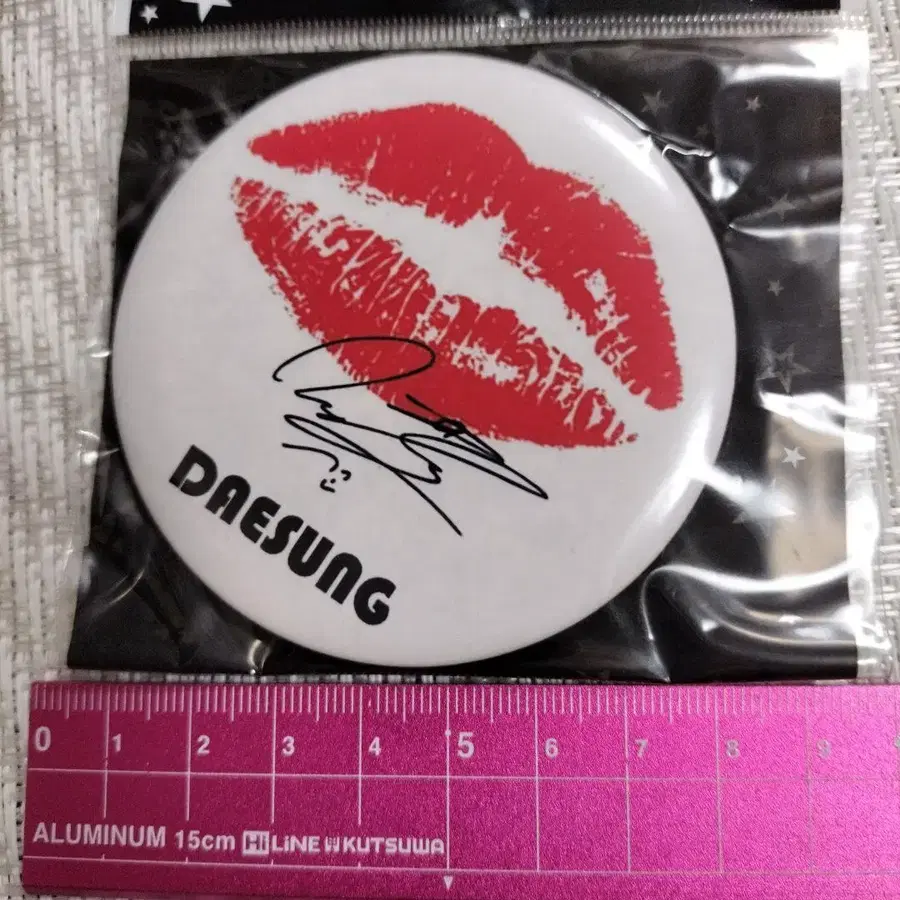 DAESUNG
0 1 2 3 4 5 6 7 8 9
ALUMINUM 15cm Hi LiNE KUTSUWA